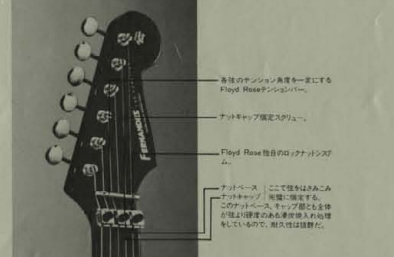 FERNANDES
各弦のテンション角度を一定にする
Floyd Roseテンションバー。
ナットキャップ固定スクリュー。
Floyd Rose独自のロックナットシステ
ム。
ナットベース ここで弦をはさみこみ
ナットキャップ 完璧に固定する。
このナットベース、キャップ部とも全体
が弦より硬度のある浸炭焼入れ処理
をしているので、耐久性は抜群だ。